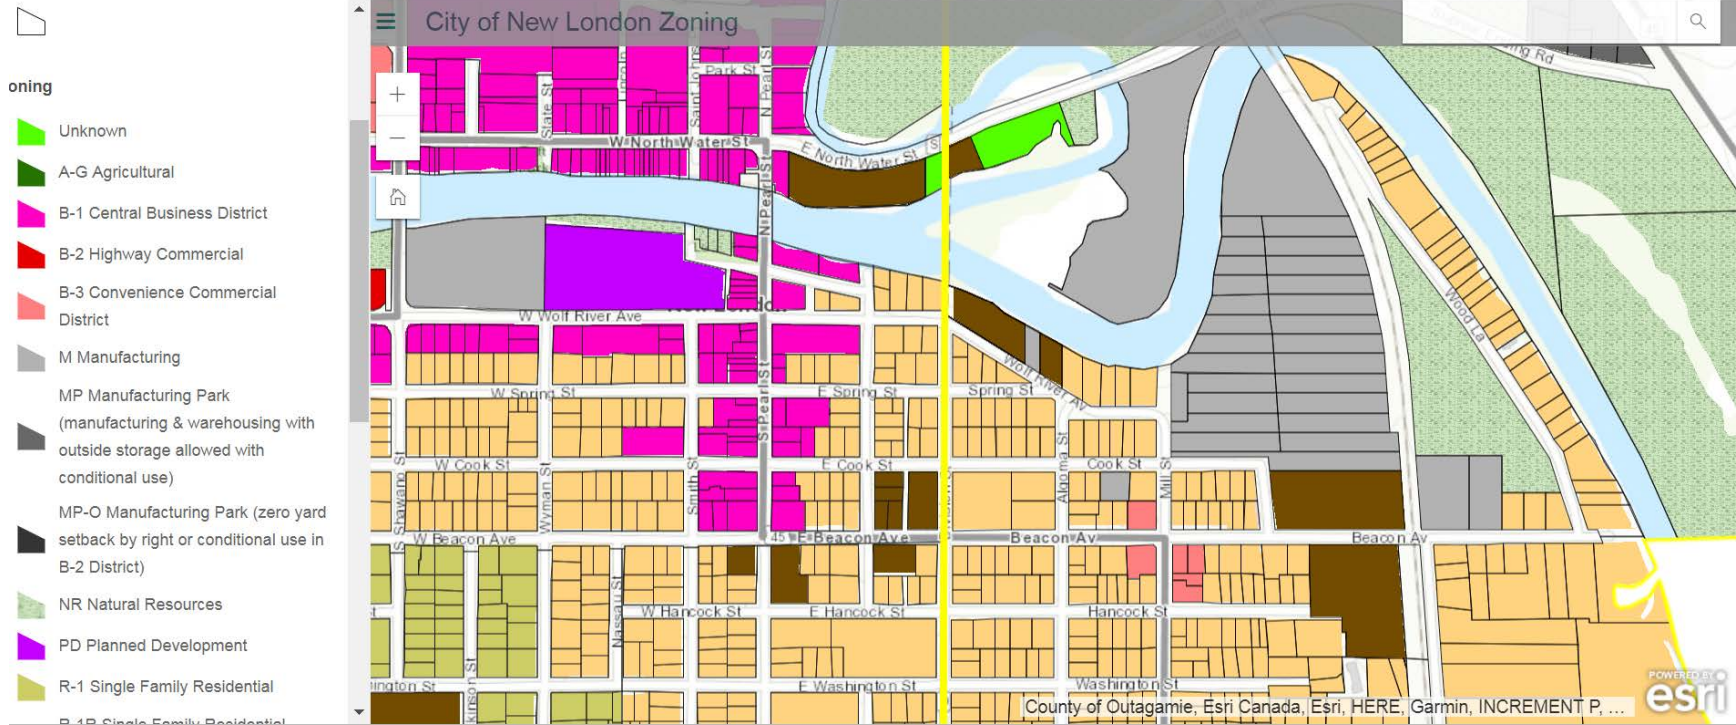 City of New London Zoning
oning
Unknown
A-G Agricultural
B-1 Central Business District
B-2 Highway Commercial
B-3 Convenience Commercial
District
M Manufacturing
MP Manufacturing Park
(manufacturing & warehousing with
outside storage allowed with
conditional use)
MP-O Manufacturing Park (zero yard
setback by right or conditional use in
B-2 District)
NR Natural Resources
PD Planned Development
R-1 Single Family Residential
Park St
State St
N Pearl St
W North Water St
E North Water St
N Pearl St
W Wolf River Ave
Wolf River Av
Wood La
W Spring St
E Spring St
Spring St
S Pearl St
W Cook St
E Cook St
Cook St
S Shawano St
Wyman St
Smith St
Algoma St
Mill St
W Beacon Ave
45
E Beacon Ave
Beacon Av
Beacon Av
Nassau St
W Hancock St
E Hancock St
Hancock St
E Washington St
Washington St
County of Outagamie, Esri Canada, Esri, HERE, Garmin, INCREMENT P, ...
POWERED BY
esri